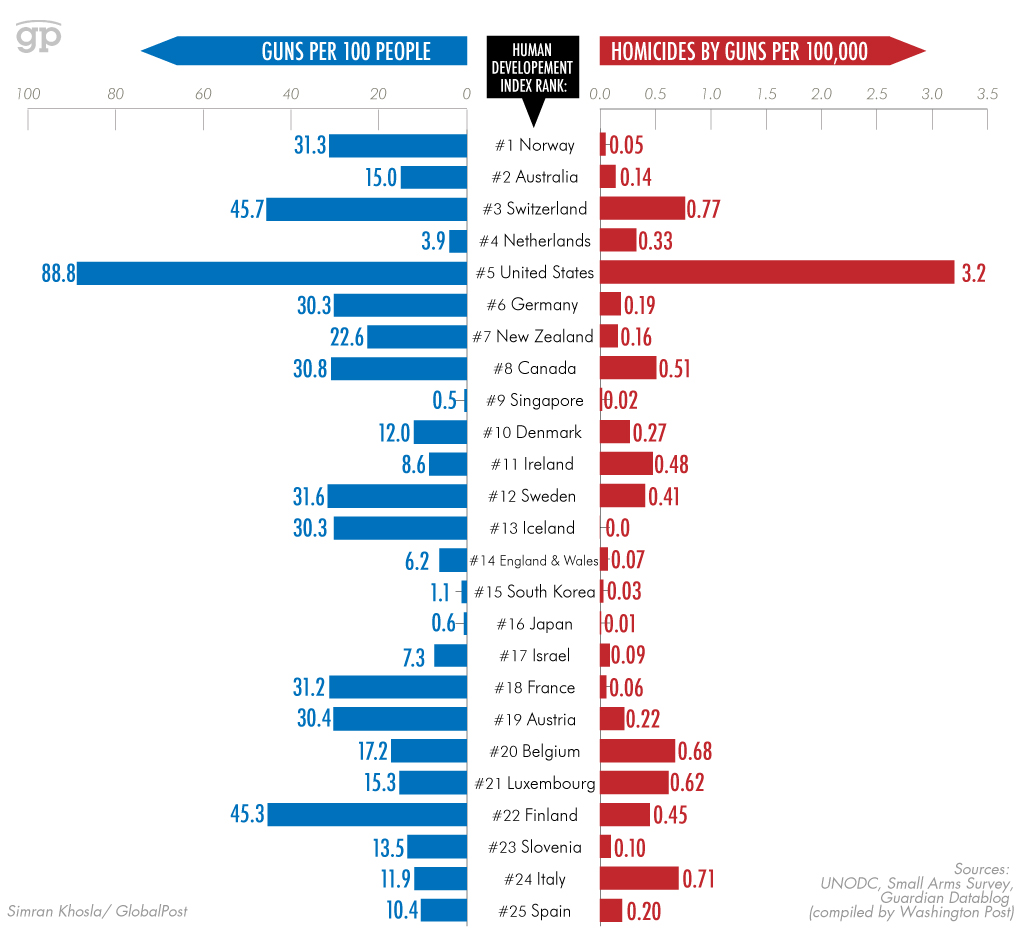 gp
GUNS PER 100 PEOPLE
HUMAN
DEVELOPEMENT
INDEX RANK:
HOMICIDES BY GUNS PER 100,000
100 80 60 40 20 0
0.0 0.5 1.0 1.5 2.0 2.5 3.0 3.5
31.3 #1 Norway 0.05
15.0 #2 Australia 0.14
45.7 #3 Switzerland 0.77
3.9 #4 Netherlands 0.33
88.8 #5 United States 3.2
30.3 #6 Germany 0.19
22.6 #7 New Zealand 0.16
30.8 #8 Canada 0.51
0.5 #9 Singapore 0.02
12.0 #10 Denmark 0.27
8.6 #11 Ireland 0.48
31.6 #12 Sweden 0.41
30.3 #13 Iceland 0.0
6.2 #14 England & Wales 0.07
1.1 #15 South Korea 0.03
0.6 #16 Japan 0.01
7.3 #17 Israel 0.09
31.2 #18 France 0.06
30.4 #19 Austria 0.22
17.2 #20 Belgium 0.68
15.3 #21 Luxembourg 0.62
45.3 #22 Finland 0.45
13.5 #23 Slovenia 0.10
11.9 #24 Italy 0.71
10.4 #25 Spain 0.20
Simran Khosla/ GlobalPost
Sources:
UNODC, Small Arms Survey,
Guardian Datablog
(compiled by Washington Post)